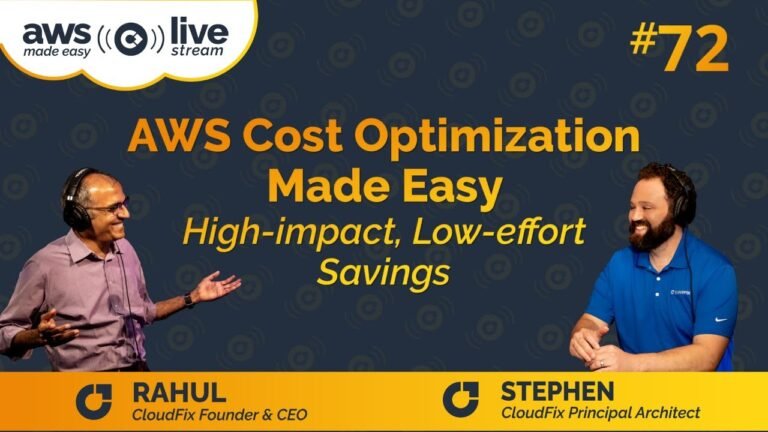 aws live
made easy stream
#72
AWS Cost Optimization
Made Easy
High-impact, Low-effort
Savings
RAHUL
CloudFix Founder & CEO
STEPHEN
CloudFix Principal Architect